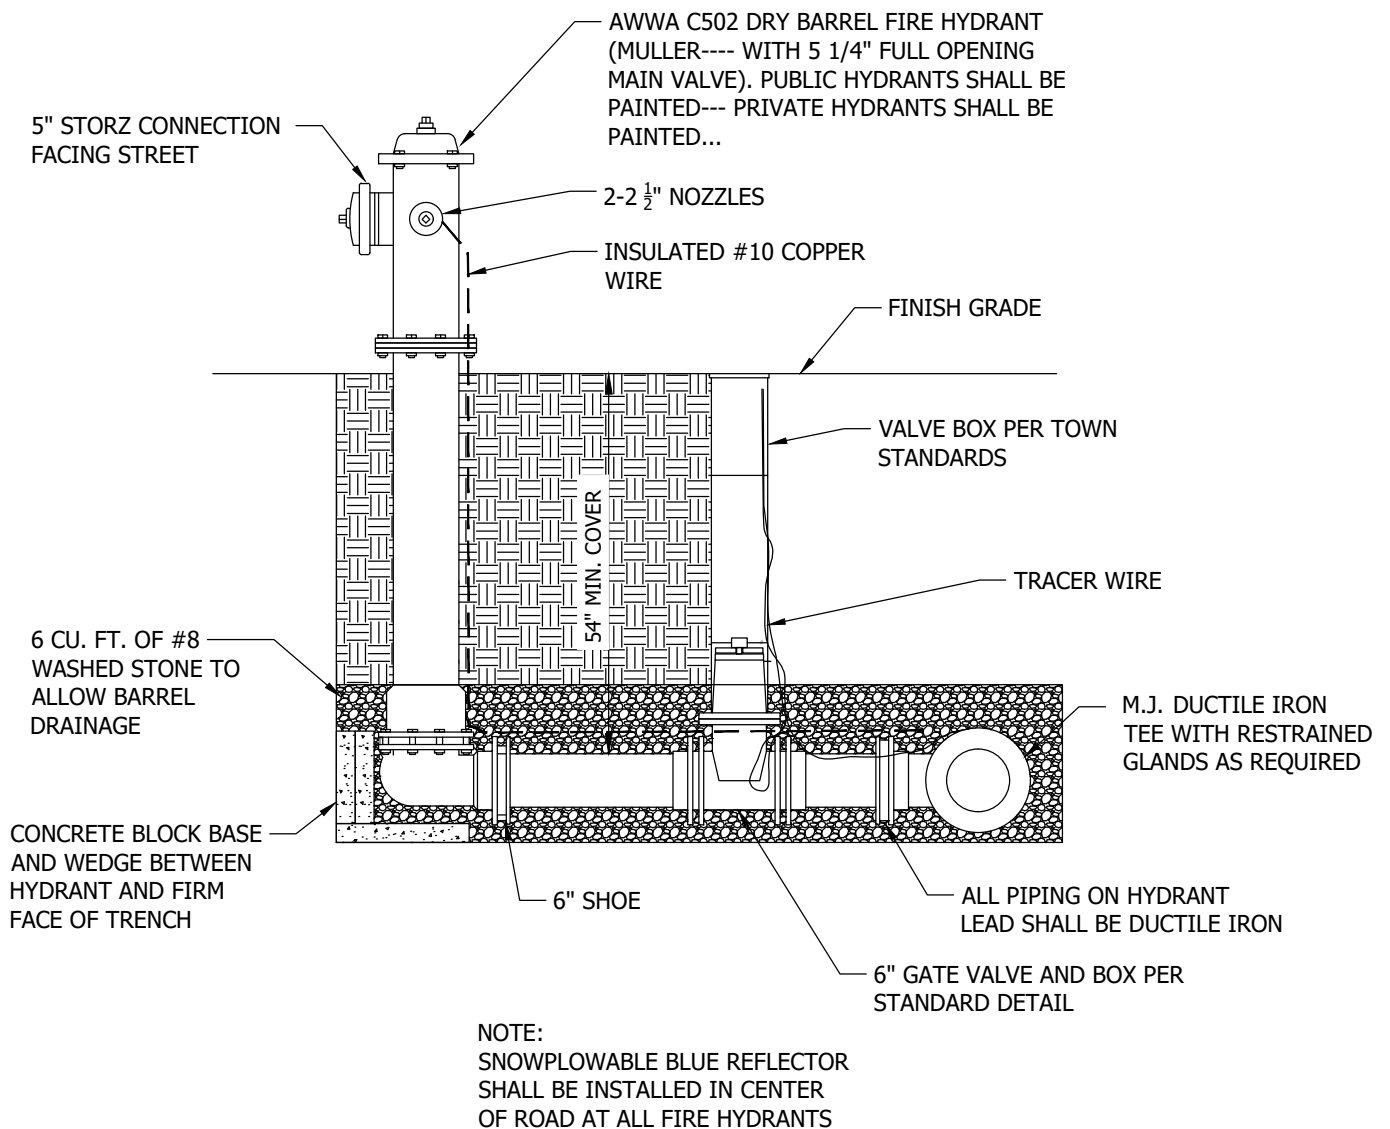 AWWA C502 DRY BARREL FIRE HYDRANT
(MULLER---- WITH 5 1/4" FULL OPENING
MAIN VALVE). PUBLIC HYDRANTS SHALL BE
PAINTED--- PRIVATE HYDRANTS SHALL BE
PAINTED...
5" STORZ CONNECTION
FACING STREET
2-2 1/2" NOZZLES
INSULATED #10 COPPER
WIRE
FINISH GRADE
VALVE BOX PER TOWN
STANDARDS
54" MIN. COVER
TRACER WIRE
6 CU. FT. OF #8
WASHED STONE TO
ALLOW BARREL
DRAINAGE
M.J. DUCTILE IRON
TEE WITH RESTRAINED
GLANDS AS REQUIRED
CONCRETE BLOCK BASE
AND WEDGE BETWEEN
HYDRANT AND FIRM
FACE OF TRENCH
6" SHOE
ALL PIPING ON HYDRANT
LEAD SHALL BE DUCTILE IRON
6" GATE VALVE AND BOX PER
STANDARD DETAIL
NOTE:
SNOWPLOWABLE BLUE REFLECTOR
SHALL BE INSTALLED IN CENTER
OF ROAD AT ALL FIRE HYDRANTS